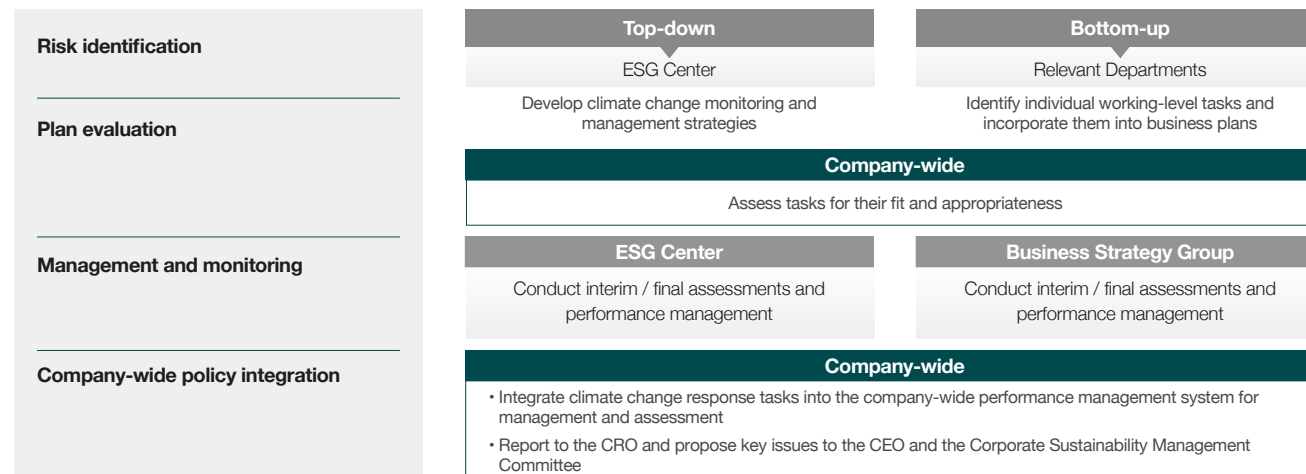 Risk identification
Top-down
Bottom-up
ESG Center
Relevant Departments
Develop climate change monitoring and
management strategies
Identify individual working-level tasks and
incorporate them into business plans
Plan evaluation
Company-wide
Assess tasks for their fit and appropriateness
Management and monitoring
ESG Center
Conduct interim / final assessments and
performance management
Business Strategy Group
Conduct interim / final assessments and
performance management
Company-wide policy integration
Company-wide
• Integrate climate change response tasks into the company-wide performance management system for
management and assessment
• Report to the CRO and propose key issues to the CEO and the Corporate Sustainability Management
Committee